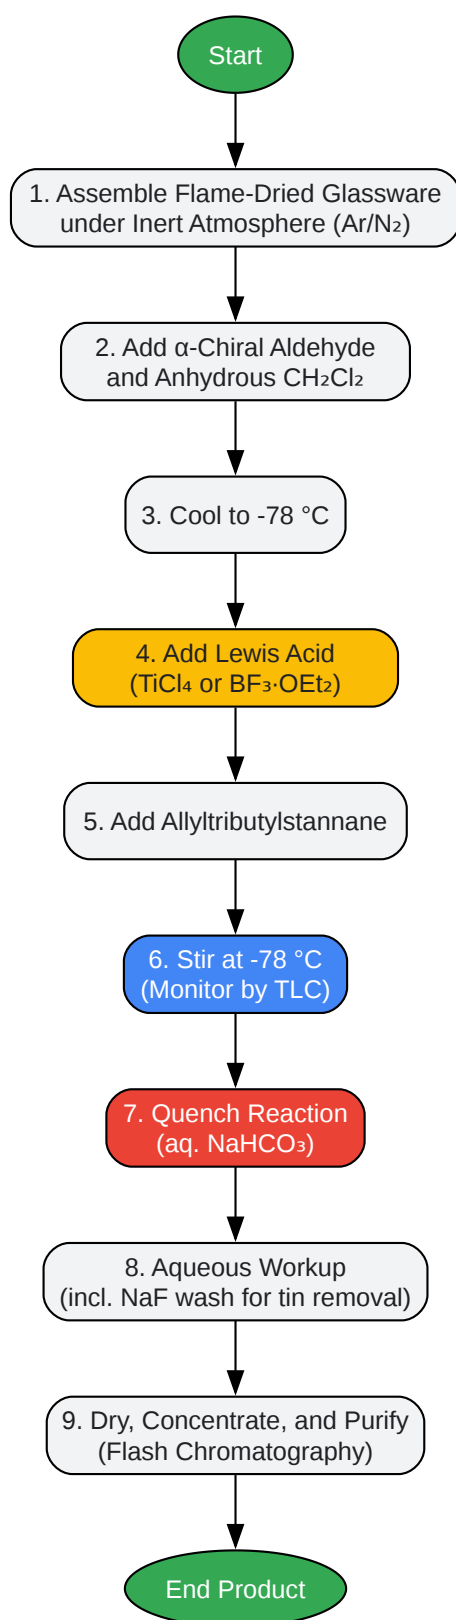 Start
1. Assemble Flame-Dried Glassware
under Inert Atmosphere (Ar/N₂)
2. Add α-Chiral Aldehyde
and Anhydrous CH₂Cl₂
3. Cool to -78 °C
4. Add Lewis Acid
(TiCl₄ or BF₃·OEt₂)
5. Add Allyltributylstannane
6. Stir at -78 °C
(Monitor by TLC)
7. Quench Reaction
(aq. NaHCO₃)
8. Aqueous Workup
(incl. NaF wash for tin removal)
9. Dry, Concentrate, and Purify
(Flash Chromatography)
End Product